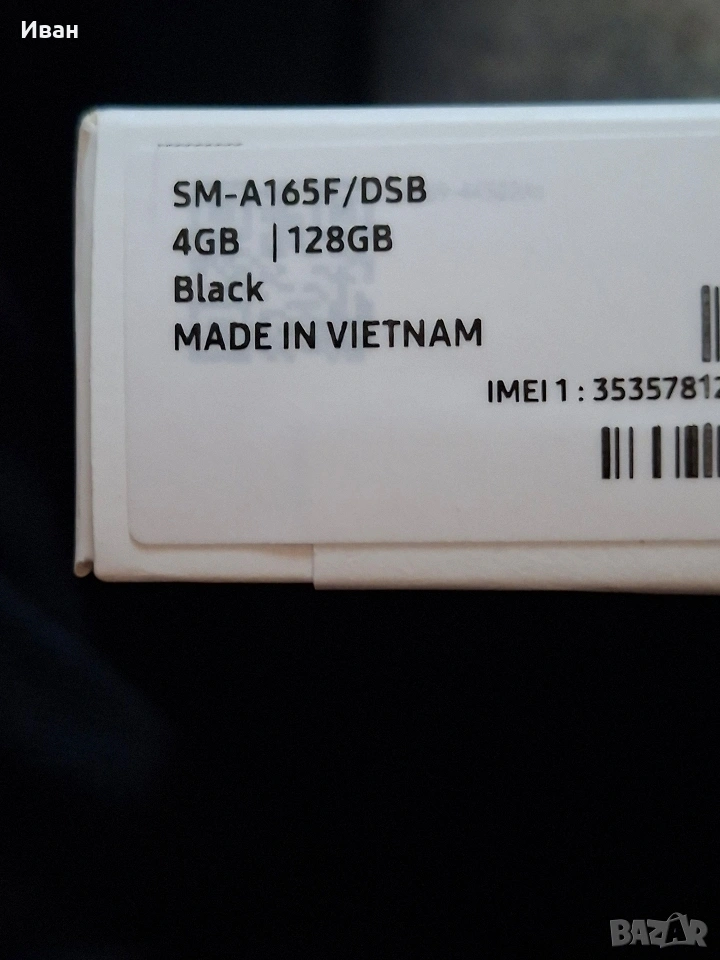 Иван
SM-A165F/DSB
4GB | 128GB
Black
MADE IN VIETNAM
IMEI 1 : 35357812
BAZAR